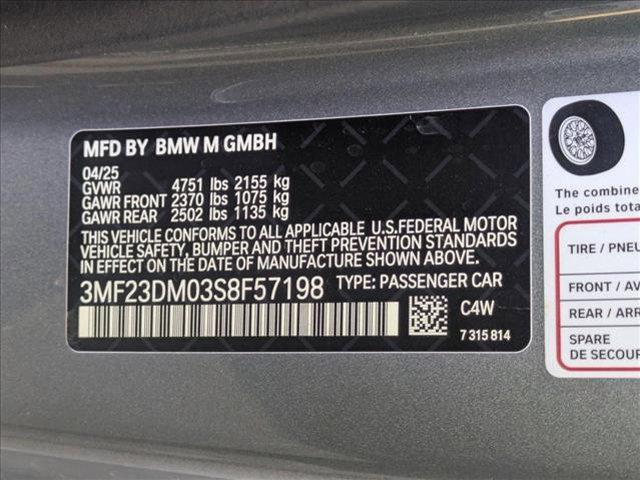 MFD BY BMW M GMBH
04/25
GVWR 4751 lbs 2155 kg
GAWR FRONT 2370 lbs 1075 kg
GAWR REAR 2502 lbs 1135 kg
THIS VEHICLE CONFORMS TO ALL APPLICABLE U.S.FEDERAL MOTOR
VEHICLE SAFETY, BUMPER AND THEFT PREVENTION STANDARDS
IN EFFECT ON THE DATE OF MANUFACTURE SHOWN ABOVE.
3MF23DM03S8F57198 TYPE: PASSENGER CAR
C4W
7 315 814
The combine
Le poids tota
TIRE / PNEU
FRONT / AV
REAR / ARR
SPARE
DE SECOUR